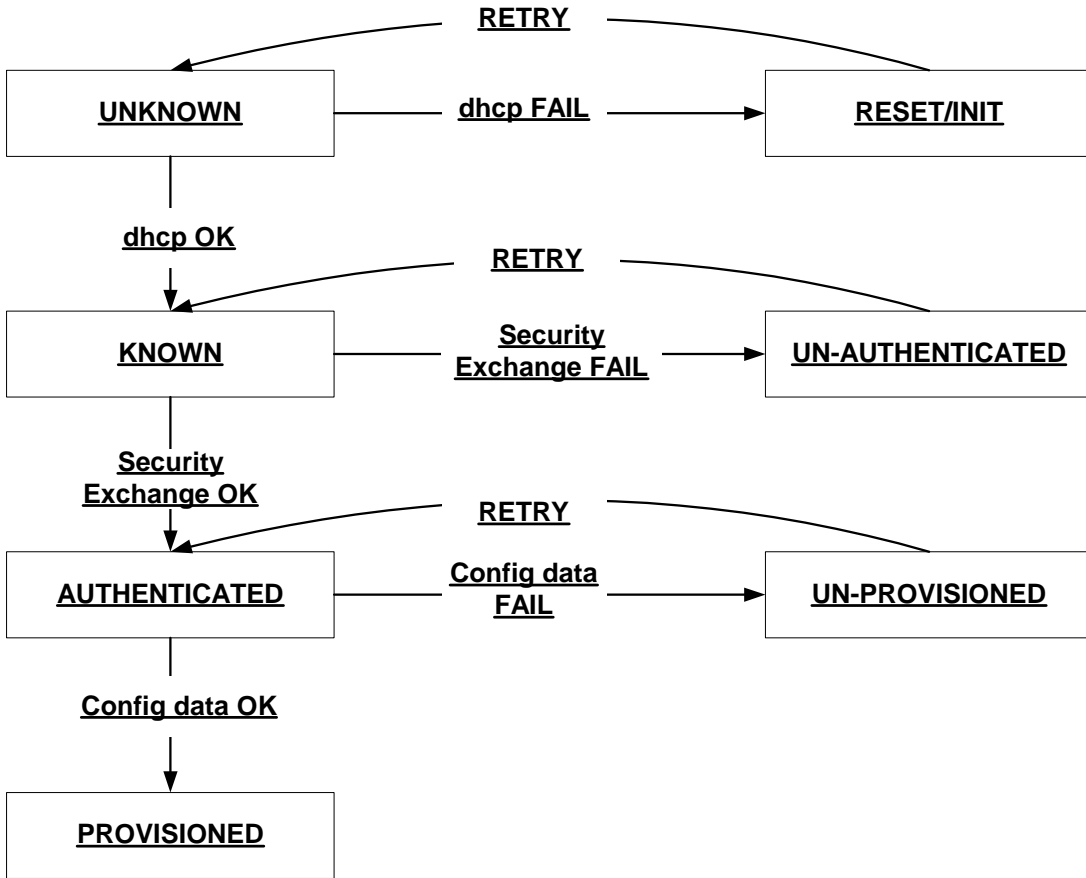 RETRY
UNKNOWN
dhcp FAIL
RESET/INIT
dhcp OK
RETRY
KNOWN
Security
Exchange FAIL
UN-AUTHENTICATED
Security
Exchange OK
RETRY
AUTHENTICATED
Config data
FAIL
UN-PROVISIONED
Config data OK
PROVISIONED